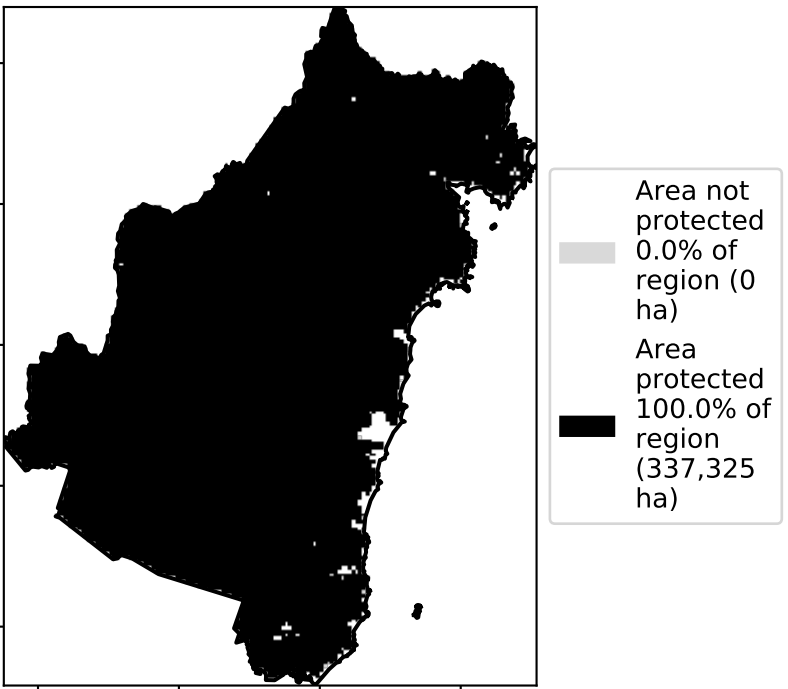 Area not
protected
0.0% of
region (0
ha)
Area
protected
100.0% of
region
(337,325
ha)